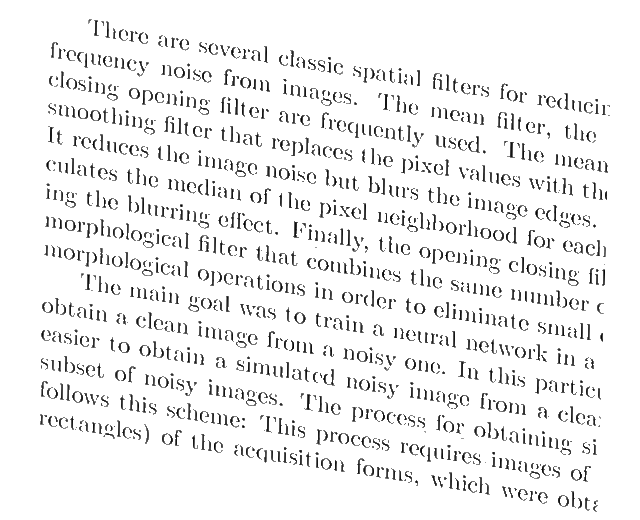 There are several classic spatial filters for reducin
frequency noise from images. The mean filter, the
closing opening filter are frequently used. The mean
smoothing filter that replaces the pixel values with the
It reduces the image noise but blurs the image edges.
culates the median of the pixel neighborhood for each
ing the blurring effect. Finally, the opening closing fil
morphological filter that combines the same number o
morphological operations in order to eliminate small
The main goal was to train a neural network in a
obtain a clean image from a noisy one. In this particu
easier to obtain a simulated noisy image from a clea
subset of noisy images. The process for obtaining si
follows this scheme: This process requires images of
rectangles) of the acquisition forms, which were obta